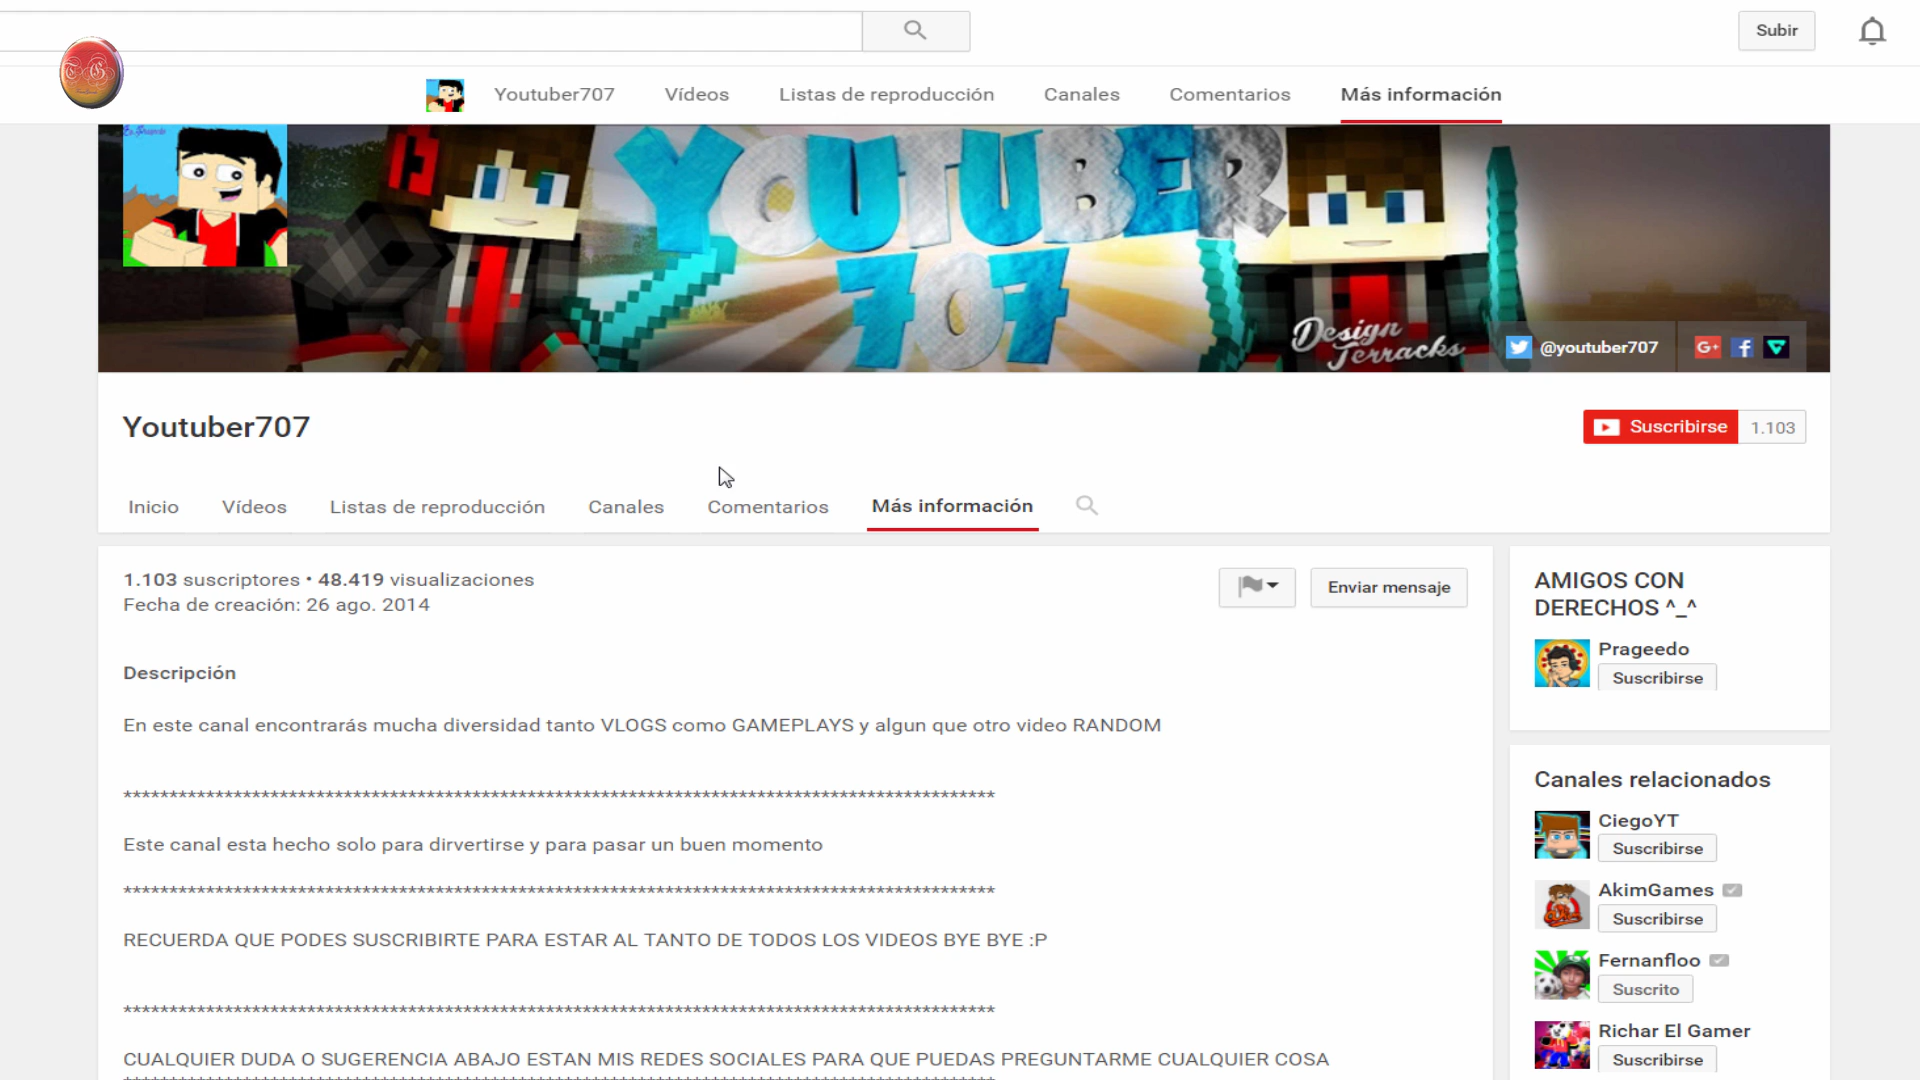 Subir
Youtuber707
Vídeos
Listas de reproducción
Canales
Comentarios
Más información
YOUTUBER
707
Design
Terracks
@youtuber707
G+
Youtuber707
Suscribirse
1.103
Inicio
Vídeos
Listas de reproducción
Canales
Comentarios
Más información
1.103 suscriptores • 48.419 visualizaciones
Fecha de creación: 26 ago. 2014
Enviar mensaje
Descripción
En este canal encontrarás mucha diversidad tanto VLOGS como GAMEPLAYS y algun que otro video RANDOM
Este canal esta hecho solo para dirvertirse y para pasar un buen momento
RECUERDA QUE PODES SUSCRIBIRTE PARA ESTAR AL TANTO DE TODOS LOS VIDEOS BYE BYE :P
CUALQUIER DUDA O SUGERENCIA ABAJO ESTAN MIS REDES SOCIALES PARA QUE PUEDAS PREGUNTARME CUALQUIER COSA
AMIGOS CON
DERECHOS ^_^
Prageedo
Suscribirse
Canales relacionados
CiegoYT
Suscribirse
AkimGames
Suscribirse
Fernanfloo
Suscrito
Richar El Gamer
Suscribirse